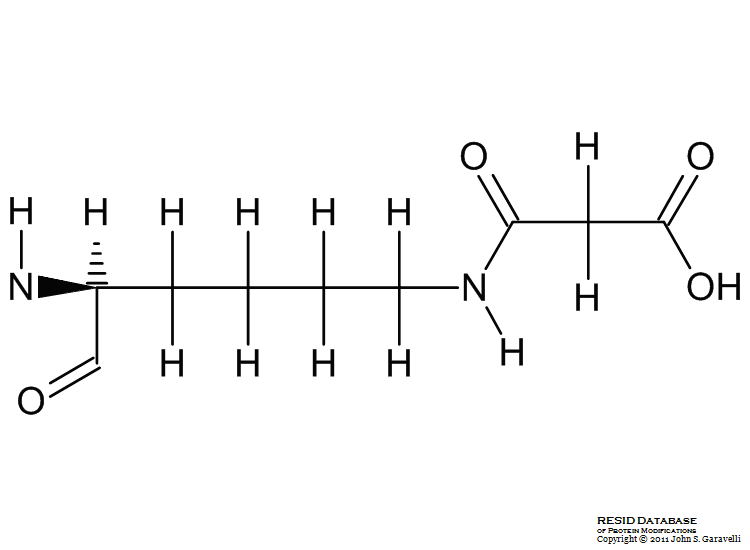 O H O
H H H H H H
N N OH
H
H H H H H
O
RESID DATABASE
OF PROTEIN MODIFICATIONS
Copyright © 2011 John S. Garavelli